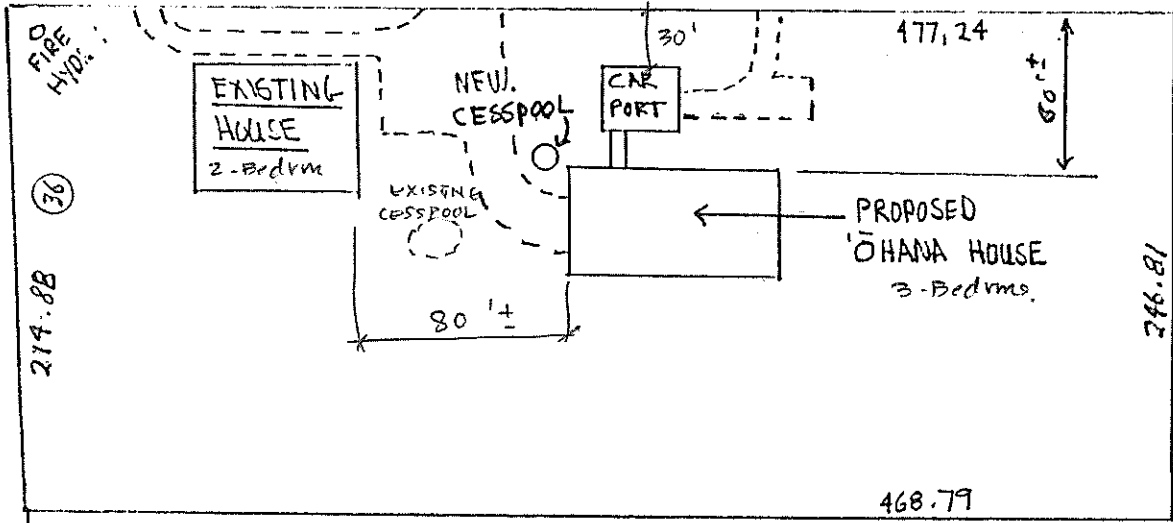 FIRE
HYD.
30'
477,24
60'±
EXISTING
HOUSE
2-Bedrm
NEW
CESSPOOL
CAR
PORT
EXISTING
CESSPOOL
36
PROPOSED
'ŌHANA HOUSE
3-Bedrms.
80'±
214.88
246.81
468.79